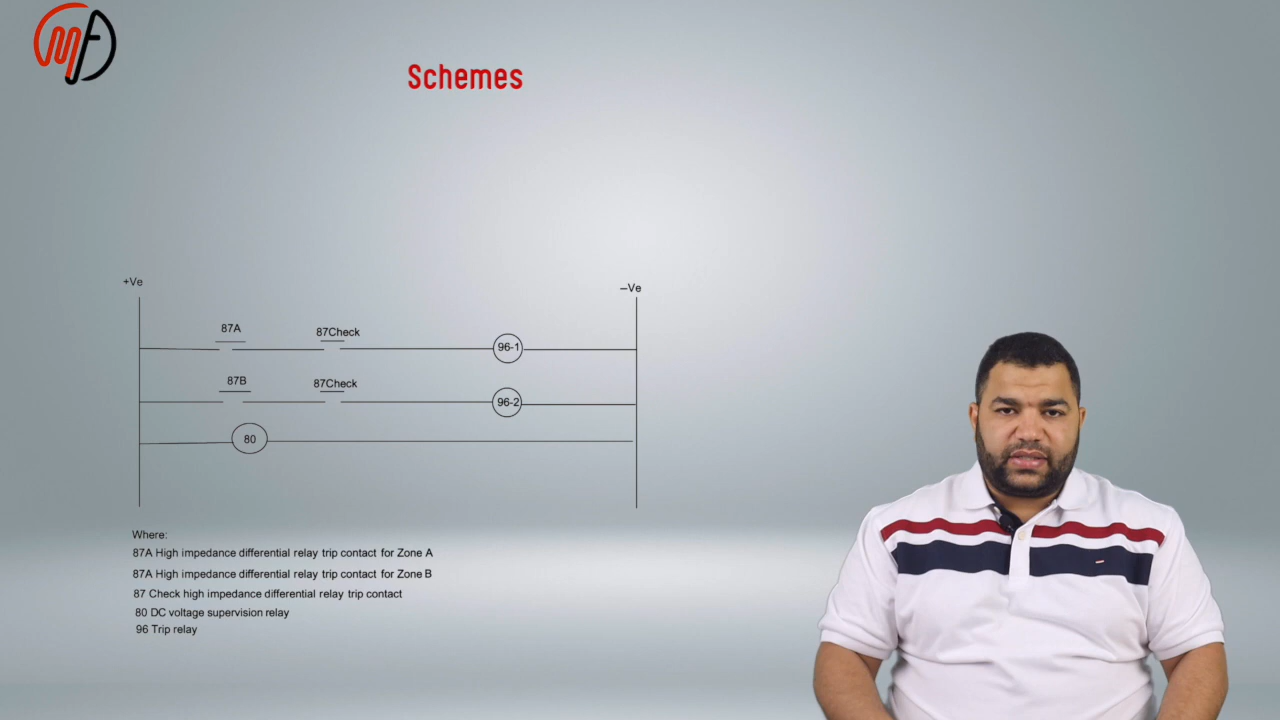 Schemes
+Ve
–Ve
87A
87Check
96-1
87B
87Check
96-2
80
Where:
87A High impedance differential relay trip contact for Zone A
87A High impedance differential relay trip contact for Zone B
87 Check high impedance differential relay trip contact
80 DC voltage supervision relay
96 Trip relay